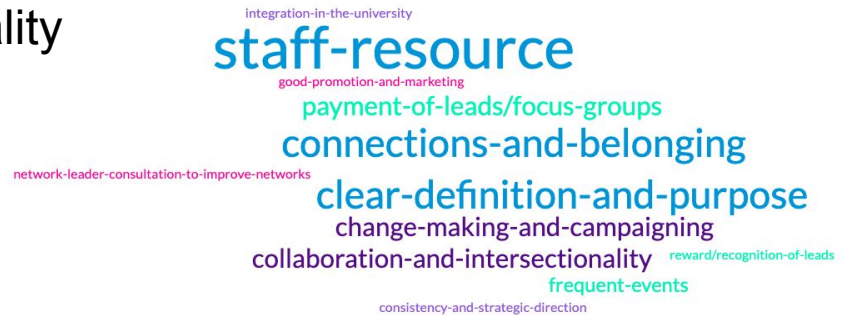 integration-in-the-university
staff-resource
good-promotion-and-marketing
payment-of-leads/focus-groups
connections-and-belonging
network-leader-consultation-to-improve-networks
clear-definition-and-purpose
change-making-and-campaigning
collaboration-and-intersectionality
reward/recognition-of-leads
frequent-events
consistency-and-strategic-direction